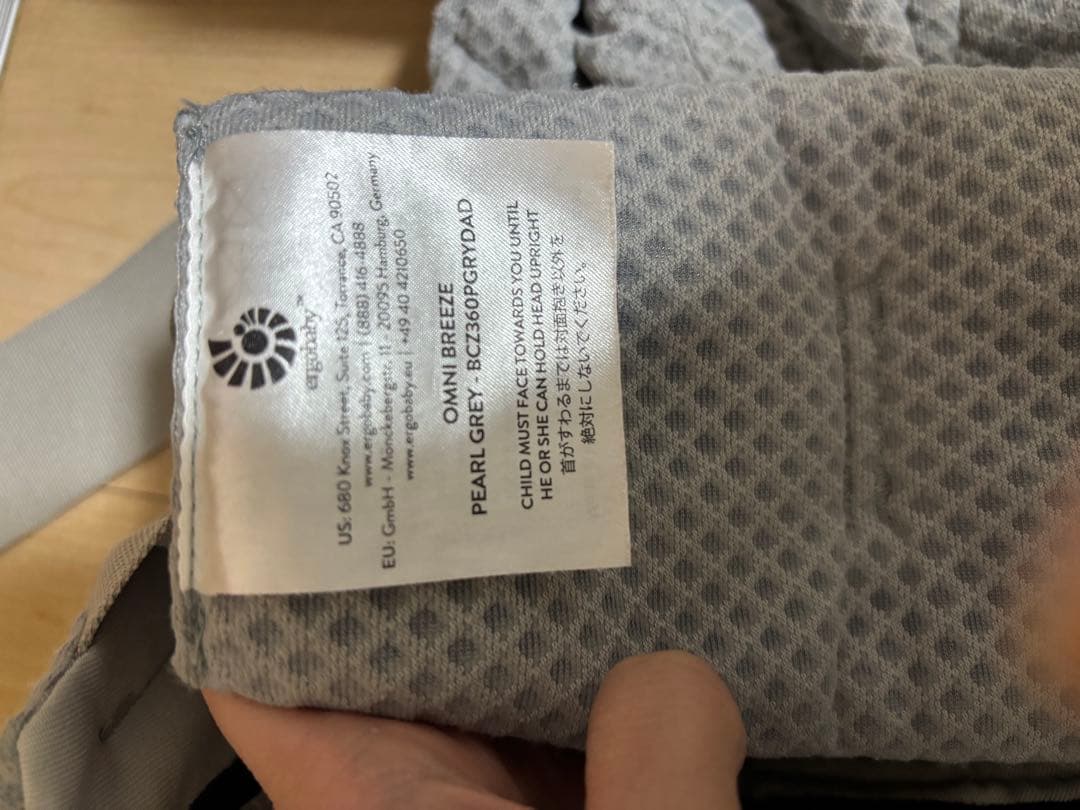 ergobaby™
US: 680 Knox Street, Suite 125, Torrance, CA 90502
www.ergobaby.com | (888) 416-4888
EU: GmbH - Monckebergstr. 11 - 20095 Hamburg, Germany
www.ergobaby.eu | +49 40 4210650
OMNI BREEZE
PEARL GREY - BCZ360PGRYDAD
CHILD MUST FACE TOWARDS YOU UNTIL
HE OR SHE CAN HOLD HEAD UPRIGHT
首がすわるまでは対面抱き以外を
絶対にしないでください。